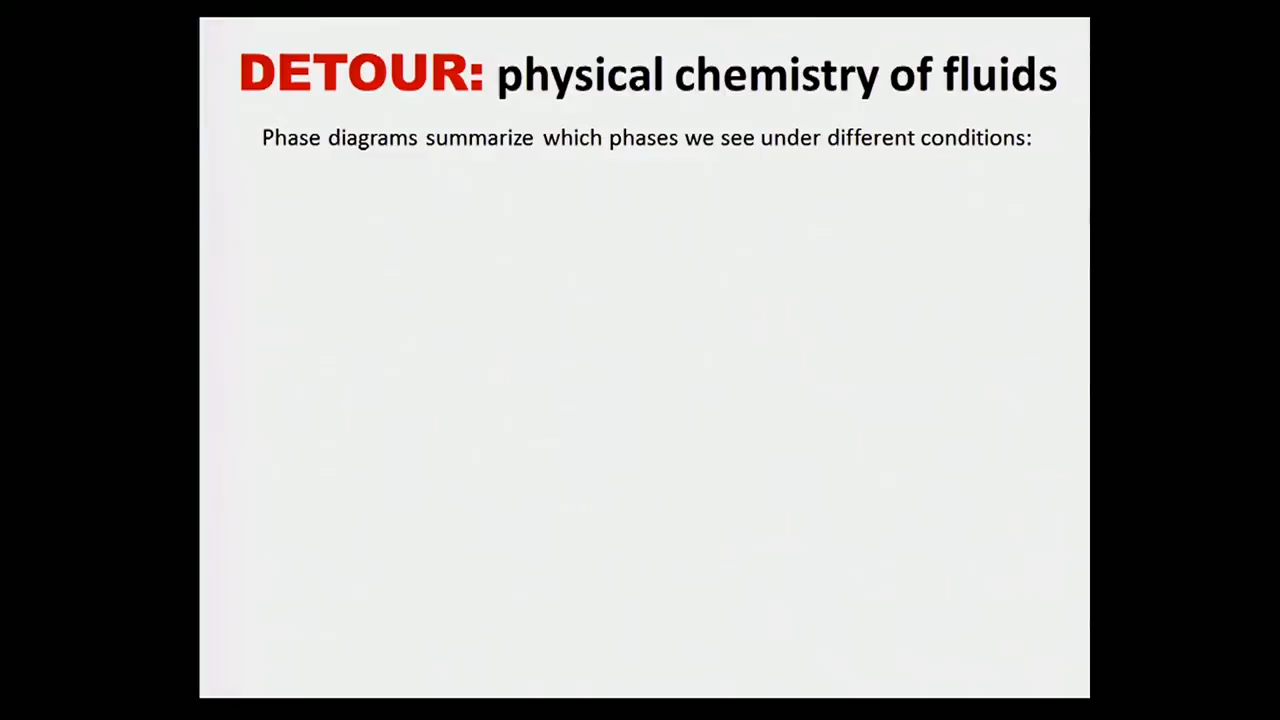 DETOUR: physical chemistry of fluids
Phase diagrams summarize which phases we see under different conditions: